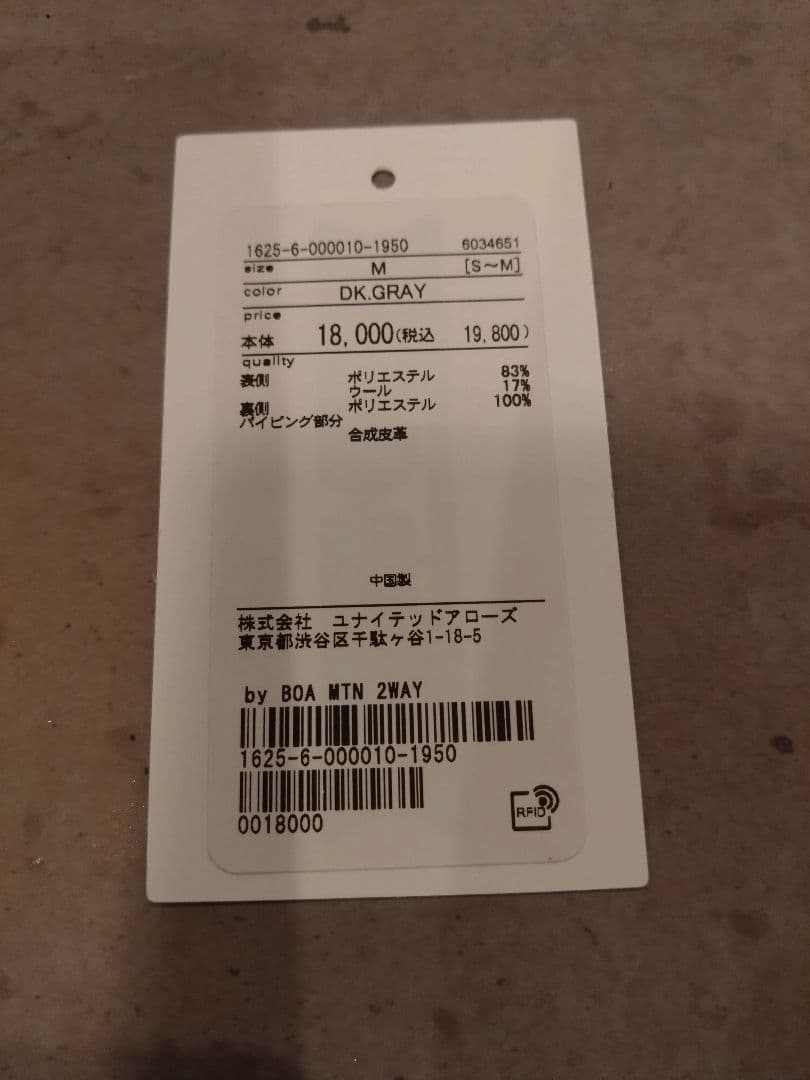 1625-6-000010-1950 6034651
size M [S〜M]
color DK.GRAY
price
本体 18,000(税込 19,800)
quality
表側 ポリエステル 83%
ウール 17%
裏側 ポリエステル 100%
パイピング部分
合成皮革
中国製
株式会社 ユナイテッドアローズ
東京都渋谷区千駄ヶ谷1-18-5
by BOA MTN 2WAY
1625-6-000010-1950
0018000
RFID